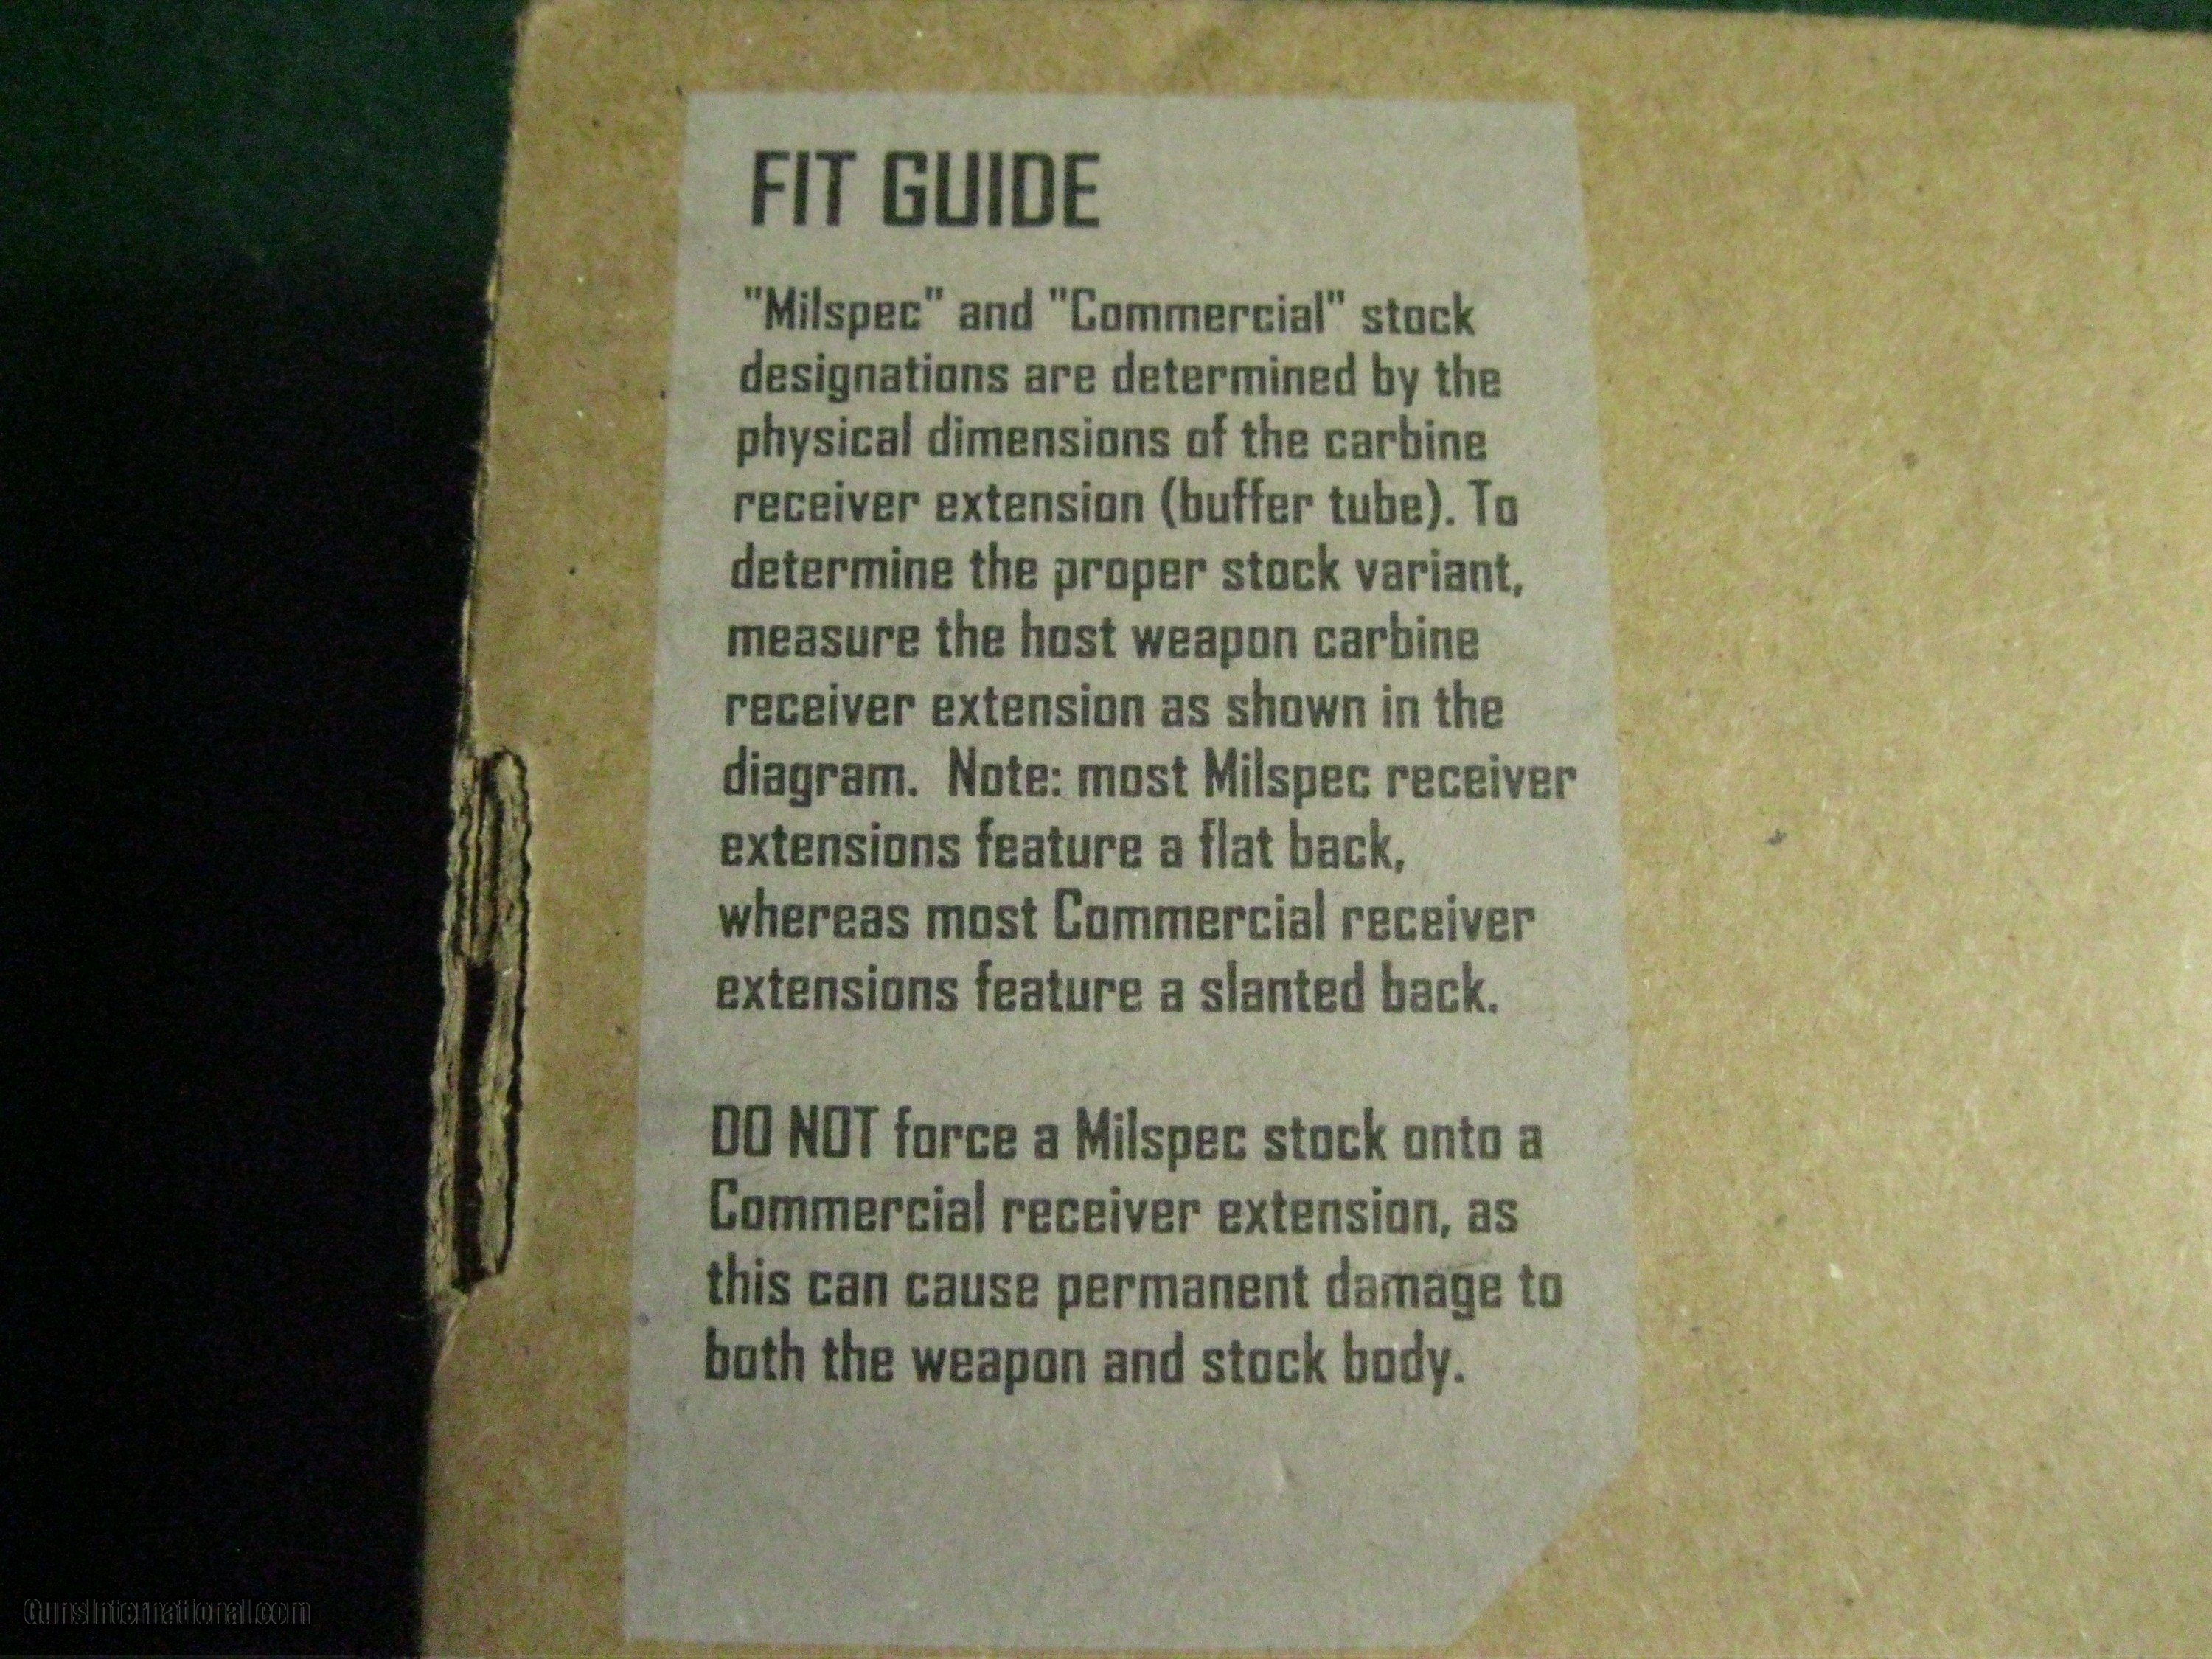 FIT GUIDE
"Milspec" and "Commercial" stock
designations are determined by the
physical dimensions of the carbine
receiver extension (buffer tube). To
determine the proper stock variant,
measure the host weapon carbine
receiver extension as shown in the
diagram.  Note: most Milspec receiver
extensions feature a flat back,
whereas most Commercial receiver
extensions feature a slanted back.
DO NOT force a Milspec stock onto a
Commercial receiver extension, as
this can cause permanent damage to
both the weapon and stock body.
GunsInternational.com